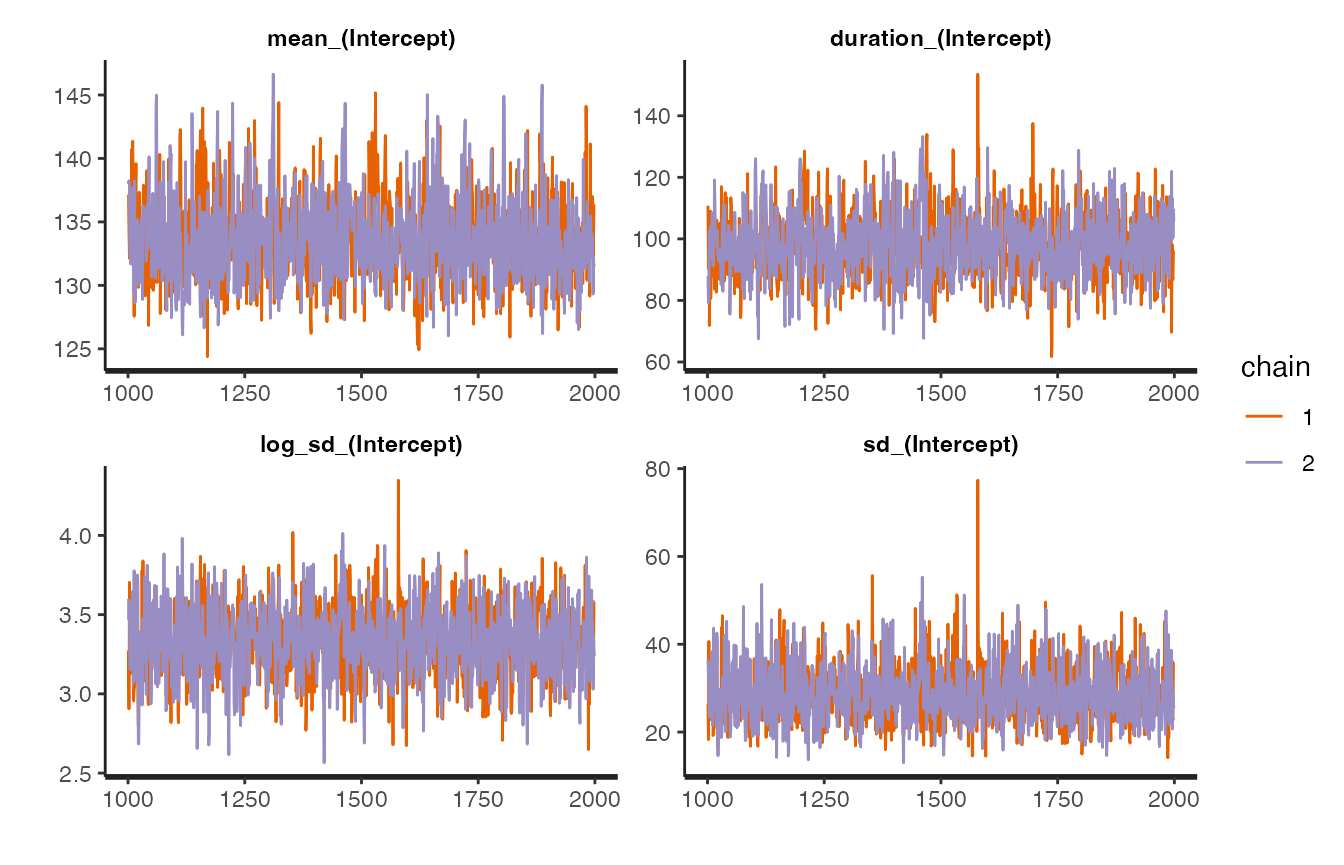 mean_(Intercept)
145
140
135
130
125
1000 1250 1500 1750 2000
duration_(Intercept)
140
120
100
80
60
1000 1250 1500 1750 2000
log_sd_(Intercept)
4.0
3.5
3.0
2.5
1000 1250 1500 1750 2000
sd_(Intercept)
80
60
40
20
1000 1250 1500 1750 2000
chain
1
2